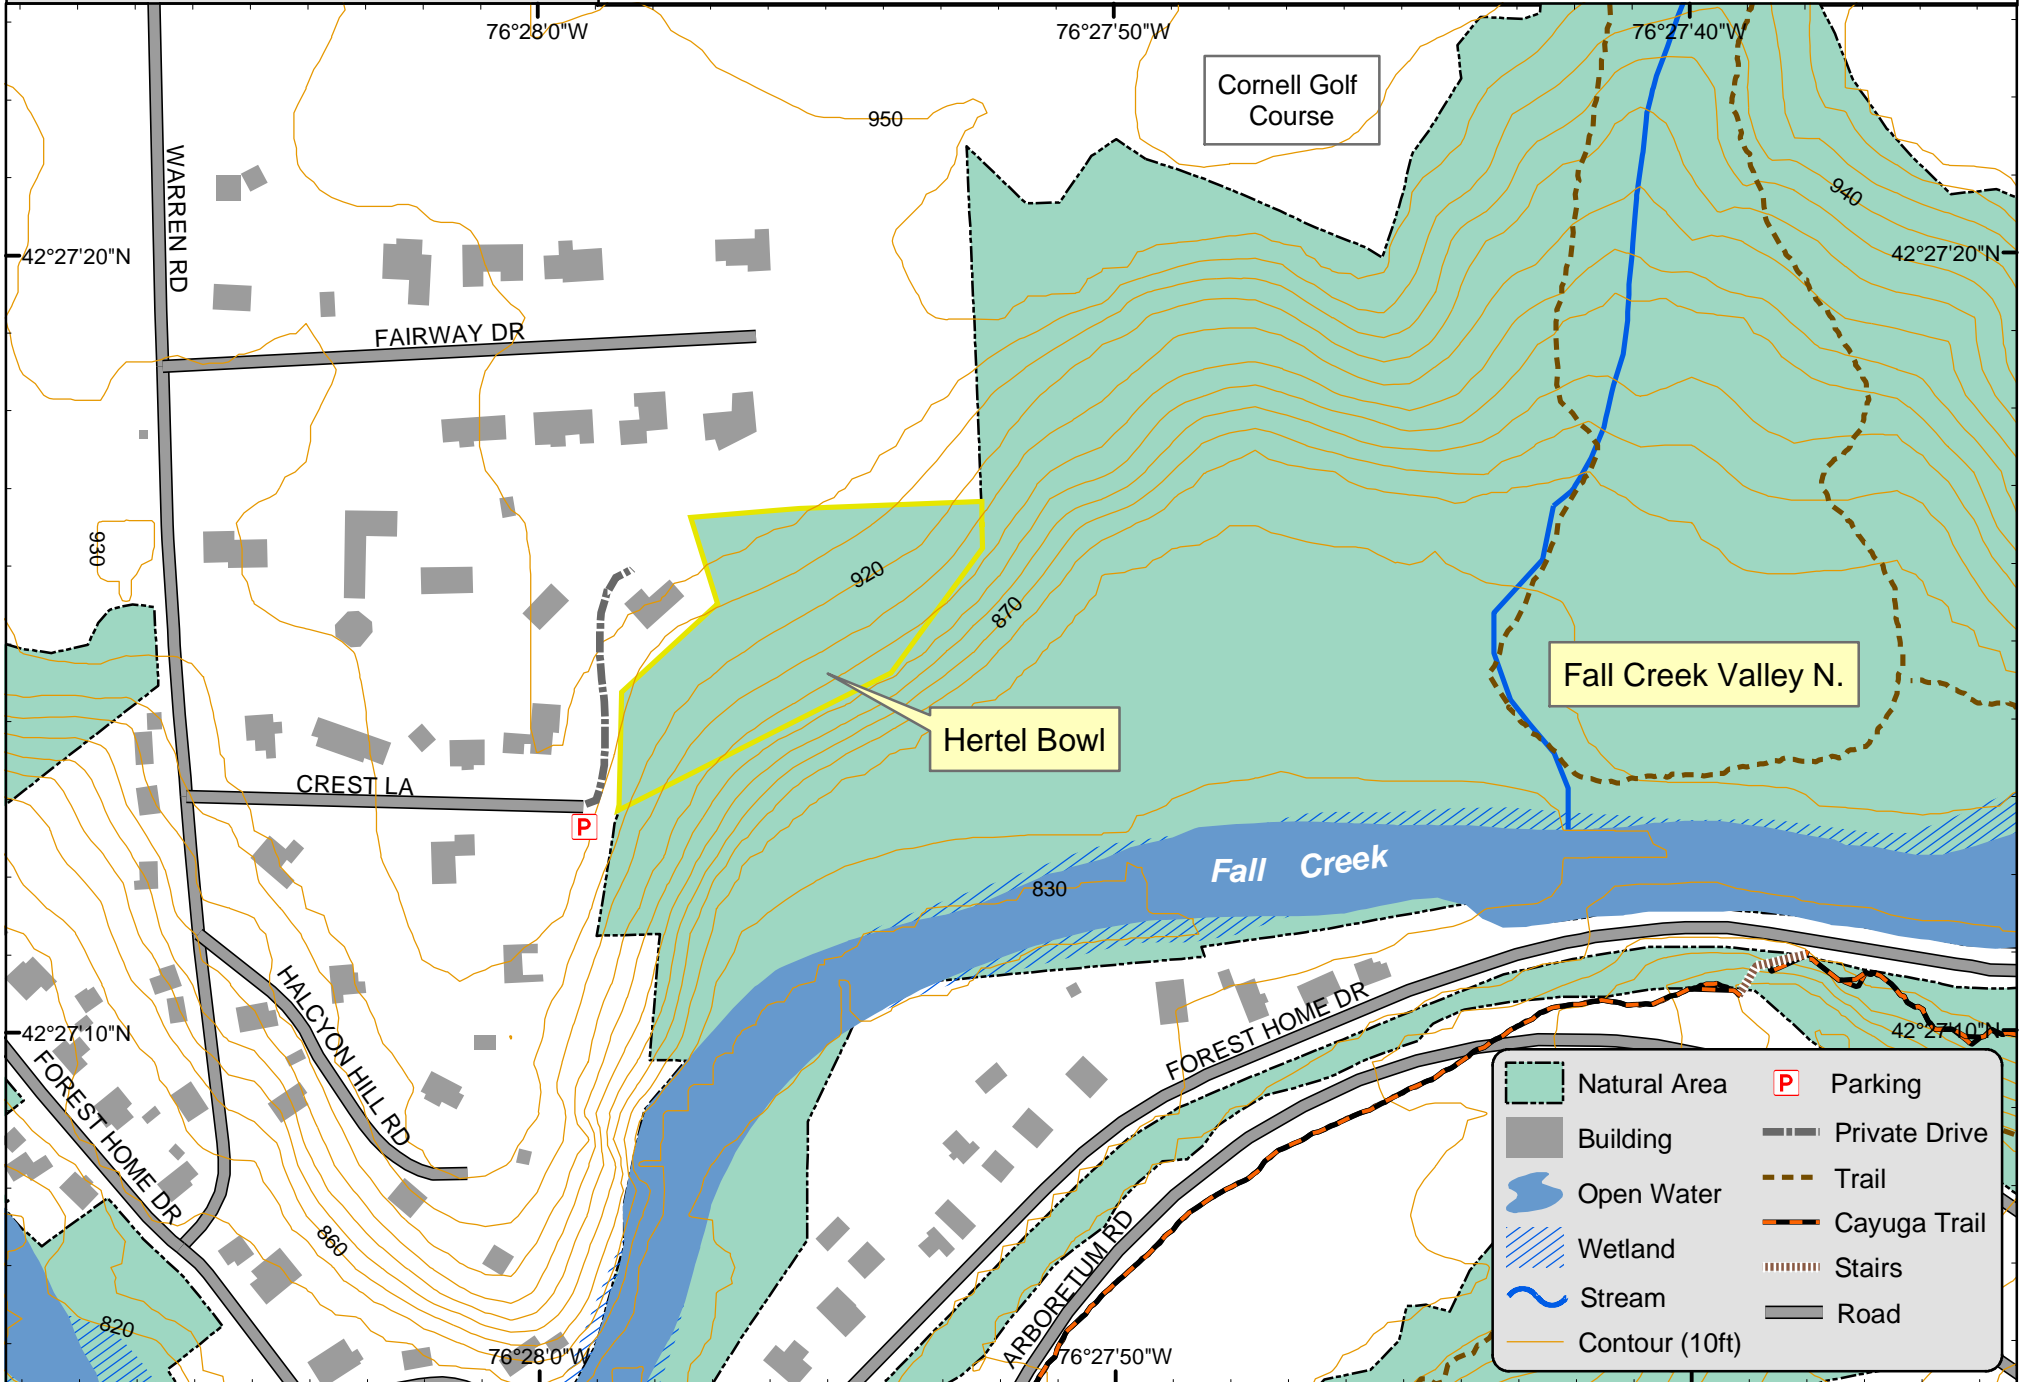 76°28'0"W
76°27'50"W
76°27'40"W
Cornell Golf
Course
950
WARREN RD
940
42°27'20"N
42°27'20"N
FAIRWAY DR
930
920
870
Fall Creek Valley N.
Hertel Bowl
CREST LA
P
Fall Creek
830
HALCYON HILL RD
FOREST HOME DR
42°27'10"N
42°27'10"N
FOREST HOME DR
860
ARBORETUM RD
820
76°28'0"W
76°27'50"W
Natural Area
Building
Open Water
Wetland
Stream
Contour (10ft)
P Parking
Private Drive
Trail
Cayuga Trail
Stairs
Road